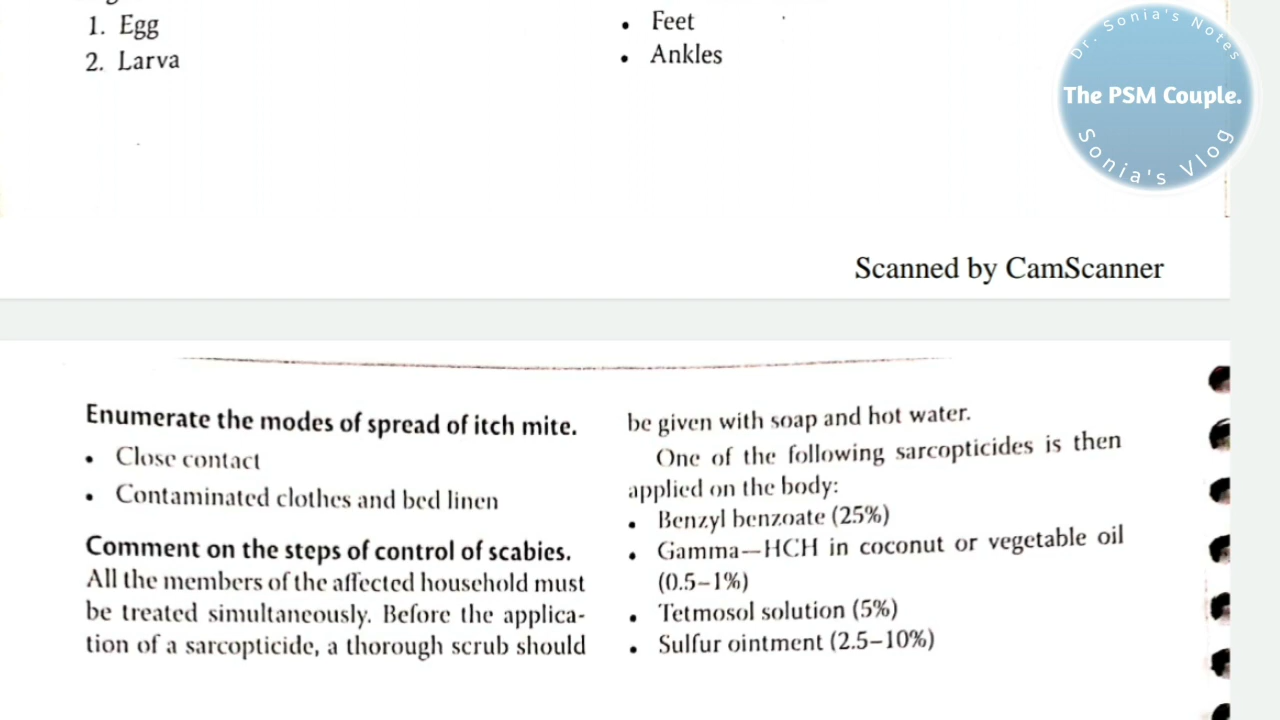 1. Egg
2. Larva
• Feet
• Ankles
Dr. Sonia's Notes
The PSM Couple.
Sonia's Vlog
Scanned by CamScanner
Enumerate the modes of spread of itch mite.
• Close contact
• Contaminated clothes and bed linen
Comment on the steps of control of scabies.
All the members of the affected household must
be treated simultaneously. Before the applica-
tion of a sarcopticide, a thorough scrub should
be given with soap and hot water.
One of the following sarcopticides is then
applied on the body:
• Benzyl benzoate (25%)
• Gamma—HCH in coconut or vegetable oil
(0.5–1%)
• Tetmosol solution (5%)
• Sulfur ointment (2.5–10%)